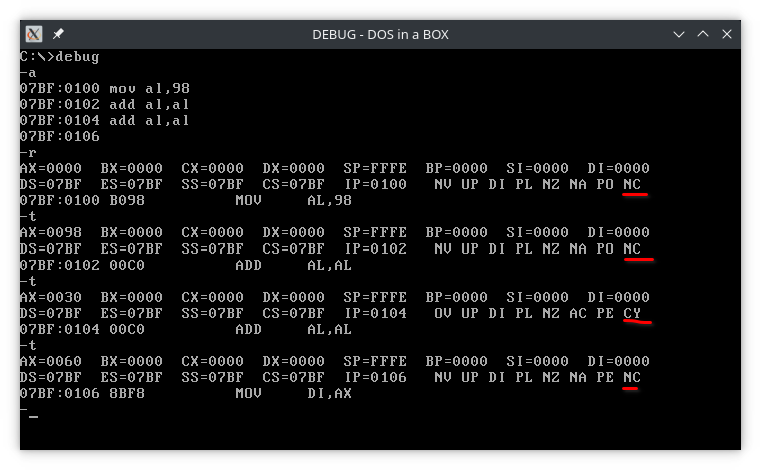 DEBUG - DOS in a BOX
C:\>debug
-a
07BF:0100 mov al,98
07BF:0102 add al,al
07BF:0104 add al,al
07BF:0106
-r
AX=0000 BX=0000 CX=0000 DX=0000 SP=FFFE BP=0000 SI=0000 DI=0000
DS=07BF ES=07BF SS=07BF CS=07BF IP=0100 NV UP DI PL NZ NA PO NC
07BF:0100 B098 MOV AL,98
-t
AX=0098 BX=0000 CX=0000 DX=0000 SP=FFFE BP=0000 SI=0000 DI=0000
DS=07BF ES=07BF SS=07BF CS=07BF IP=0102 NV UP DI PL NZ NA PO NC
07BF:0102 00C0 ADD AL,AL
-t
AX=0030 BX=0000 CX=0000 DX=0000 SP=FFFE BP=0000 SI=0000 DI=0000
DS=07BF ES=07BF SS=07BF CS=07BF IP=0104 OV UP DI PL NZ AC PE CY
07BF:0104 00C0 ADD AL,AL
-t
AX=0060 BX=0000 CX=0000 DX=0000 SP=FFFE BP=0000 SI=0000 DI=0000
DS=07BF ES=07BF SS=07BF CS=07BF IP=0106 NV UP DI PL NZ NA PE NC
07BF:0106 8BF8 MOV DI,AX
-_